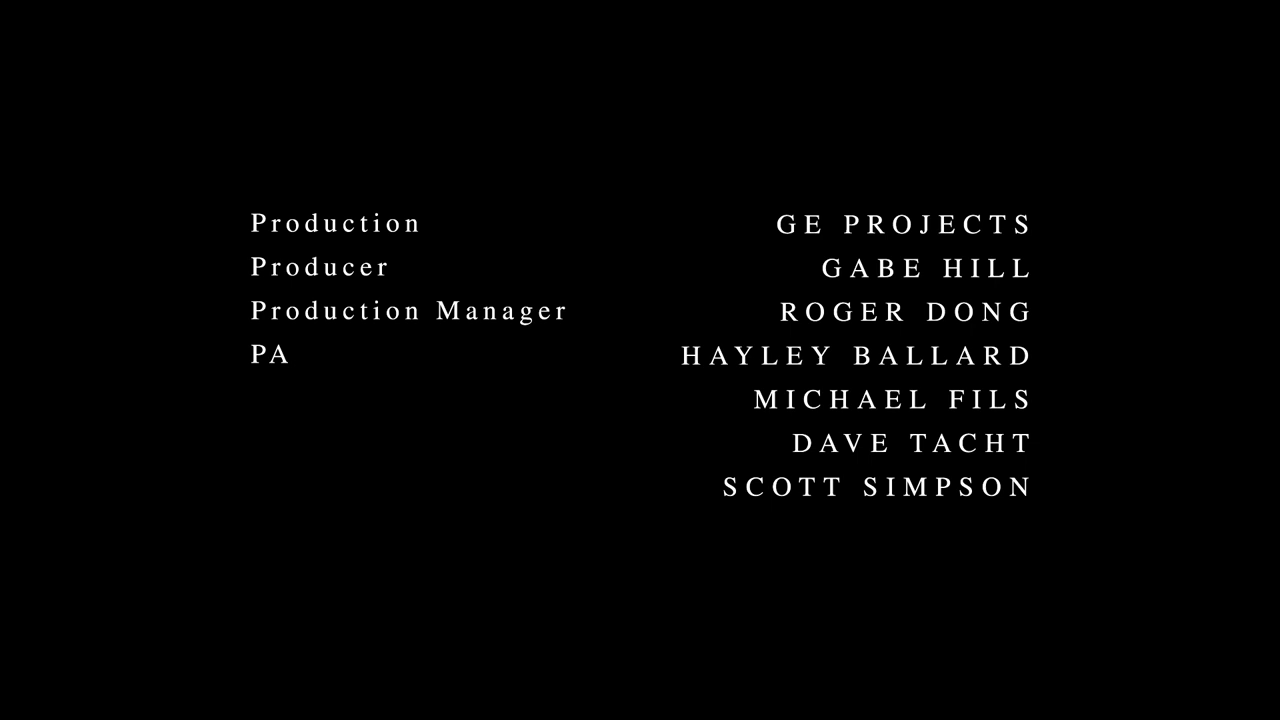 Production GE PROJECTS
Producer GABE HILL
Production Manager ROGER DONG
PA HAYLEY BALLARD
MICHAEL FILS
DAVE TACHT
SCOTT SIMPSON